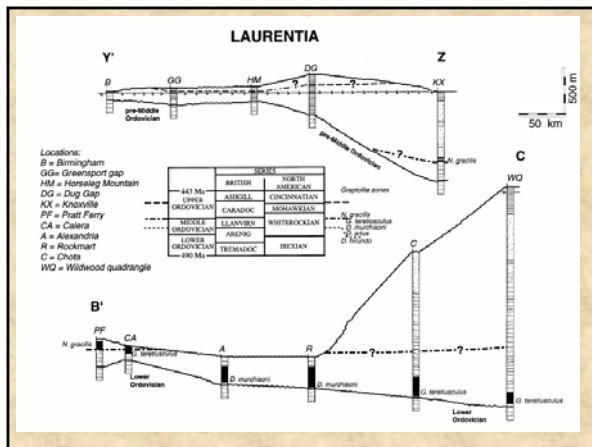 LAURENTIA
Y'
Z
B
GG
HM
DG
KX
pre-Middle
Ordovician
?
?
pre-Middle Ordovician
?
N. gracilis
500 m
50 km
Locations:
B = Birmingham
GG= Greensport gap
HM = Horseleg Mountain
DG = Dug Gap
KX = Knoxville
PF = Pratt Ferry
CA = Calera
A = Alexandria
R = Rockmart
C = Chota
WQ = Wildwood quadrangle
SERIES
BRITISH
NORTH AMERICAN
443 Ma
UPPER ORDOVICIAN
ASHGILL
CINCINNATIAN
CARADOC
MOHAWKIAN
MIDDLE ORDOVICIAN
LLANVIRN
WHITEROCKIAN
ARENIG
LOWER ORDOVICIAN
TREMADOC
IBEXIAN
490 Ma
Graptolite zones
N. gracilis
G. teretiusculus
D. murchisoni
D. artus
D. hirundo
C
WQ
C
B'
PF
CA
A
R
N. gracilis
G. teretiusculus
Lower
Ordovician
D. murchisoni
D. murchisoni
?
?
G. teretiusculus
G. teretiusculus
Lower
Ordovician